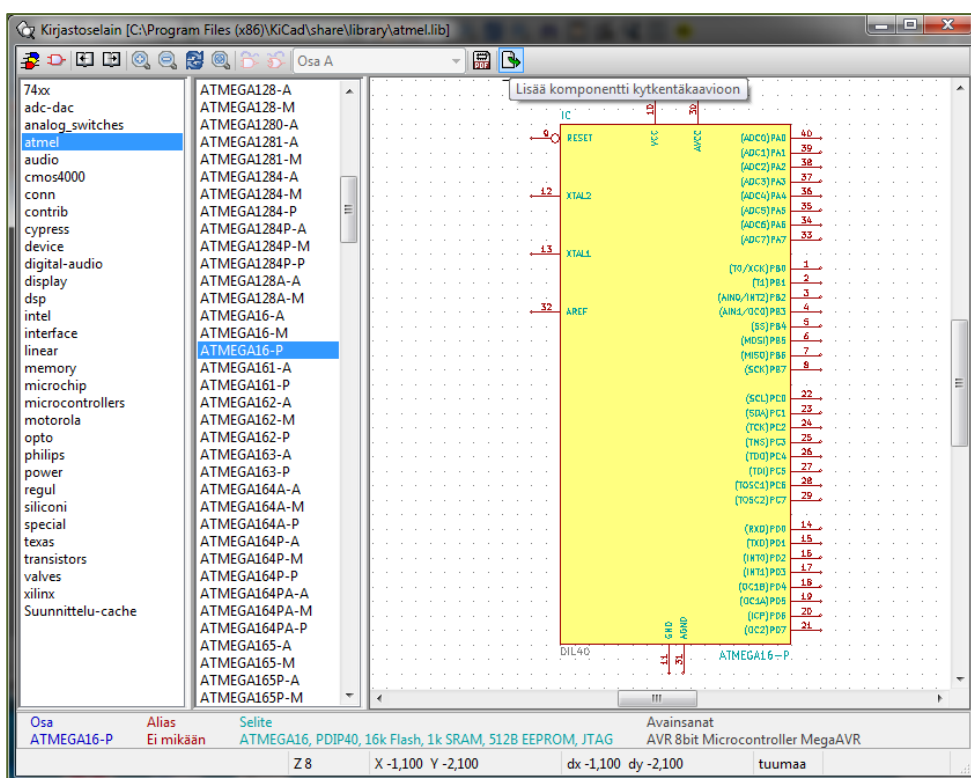 Kirjastoselain [C:\Program Files (x86)\KiCad\share\library\atmel.lib]
Osa A
PDF
Lisää komponentti kytkentäkaavioon
74xx
adc-dac
analog_switches
atmel
audio
cmos4000
conn
contrib
cypress
device
digital-audio
display
dsp
intel
interface
linear
memory
microchip
microcontrollers
motorola
opto
philips
power
regul
siliconi
special
texas
transistors
valves
xilinx
Suunnittelu-cache
ATMEGA128-A
ATMEGA128-M
ATMEGA1280-A
ATMEGA1281-A
ATMEGA1281-M
ATMEGA1284-A
ATMEGA1284-M
ATMEGA1284-P
ATMEGA1284P-A
ATMEGA1284P-M
ATMEGA1284P-P
ATMEGA128A-A
ATMEGA128A-M
ATMEGA16-A
ATMEGA16-M
ATMEGA16-P
ATMEGA161-A
ATMEGA161-P
ATMEGA162-A
ATMEGA162-M
ATMEGA162-P
ATMEGA163-A
ATMEGA163-P
ATMEGA164A-A
ATMEGA164A-M
ATMEGA164A-P
ATMEGA164P-A
ATMEGA164P-M
ATMEGA164P-P
ATMEGA164PA-A
ATMEGA164PA-M
ATMEGA164PA-P
ATMEGA165-A
ATMEGA165-M
ATMEGA165P-A
ATMEGA165P-M
IC
10
30
VCC
AVCC
9
RESET
12
XTAL2
13
XTAL1
32
AREF
(ADC0)PA0 40
(ADC1)PA1 39
(ADC2)PA2 38
(ADC3)PA3 37
(ADC4)PA4 36
(ADC5)PA5 35
(ADC6)PA6 34
(ADC7)PA7 33
(T0/XCK)PB0 1
(T1)PB1 2
(AIN0/INT2)PB2 3
(AIN1/OC0)PB3 4
(SS)PB4 5
(MOSI)PB5 6
(MISO)PB6 7
(SCK)PB7 8
(SCL)PC0 22
(SDA)PC1 23
(TCK)PC2 24
(TMS)PC3 25
(TDO)PC4 26
(TDI)PC5 27
(TOSC1)PC6 28
(TOSC2)PC7 29
(RXD)PD0 14
(TXD)PD1 15
(INT0)PD2 16
(INT1)PD3 17
(OC1B)PD4 18
(OC1A)PD5 19
(ICP)PD6 20
(OC2)PD7 21
GND
AGND
11
31
DIL40
ATMEGA16-P
Osa Alias Selite Avainsanat
ATMEGA16-P Ei mikään ATMEGA16, PDIP40, 16k Flash, 1k SRAM, 512B EEPROM, JTAG AVR 8bit Microcontroller MegaAVR
Z 8 X -1,100 Y -2,100 dx -1,100 dy -2,100 tuumaa